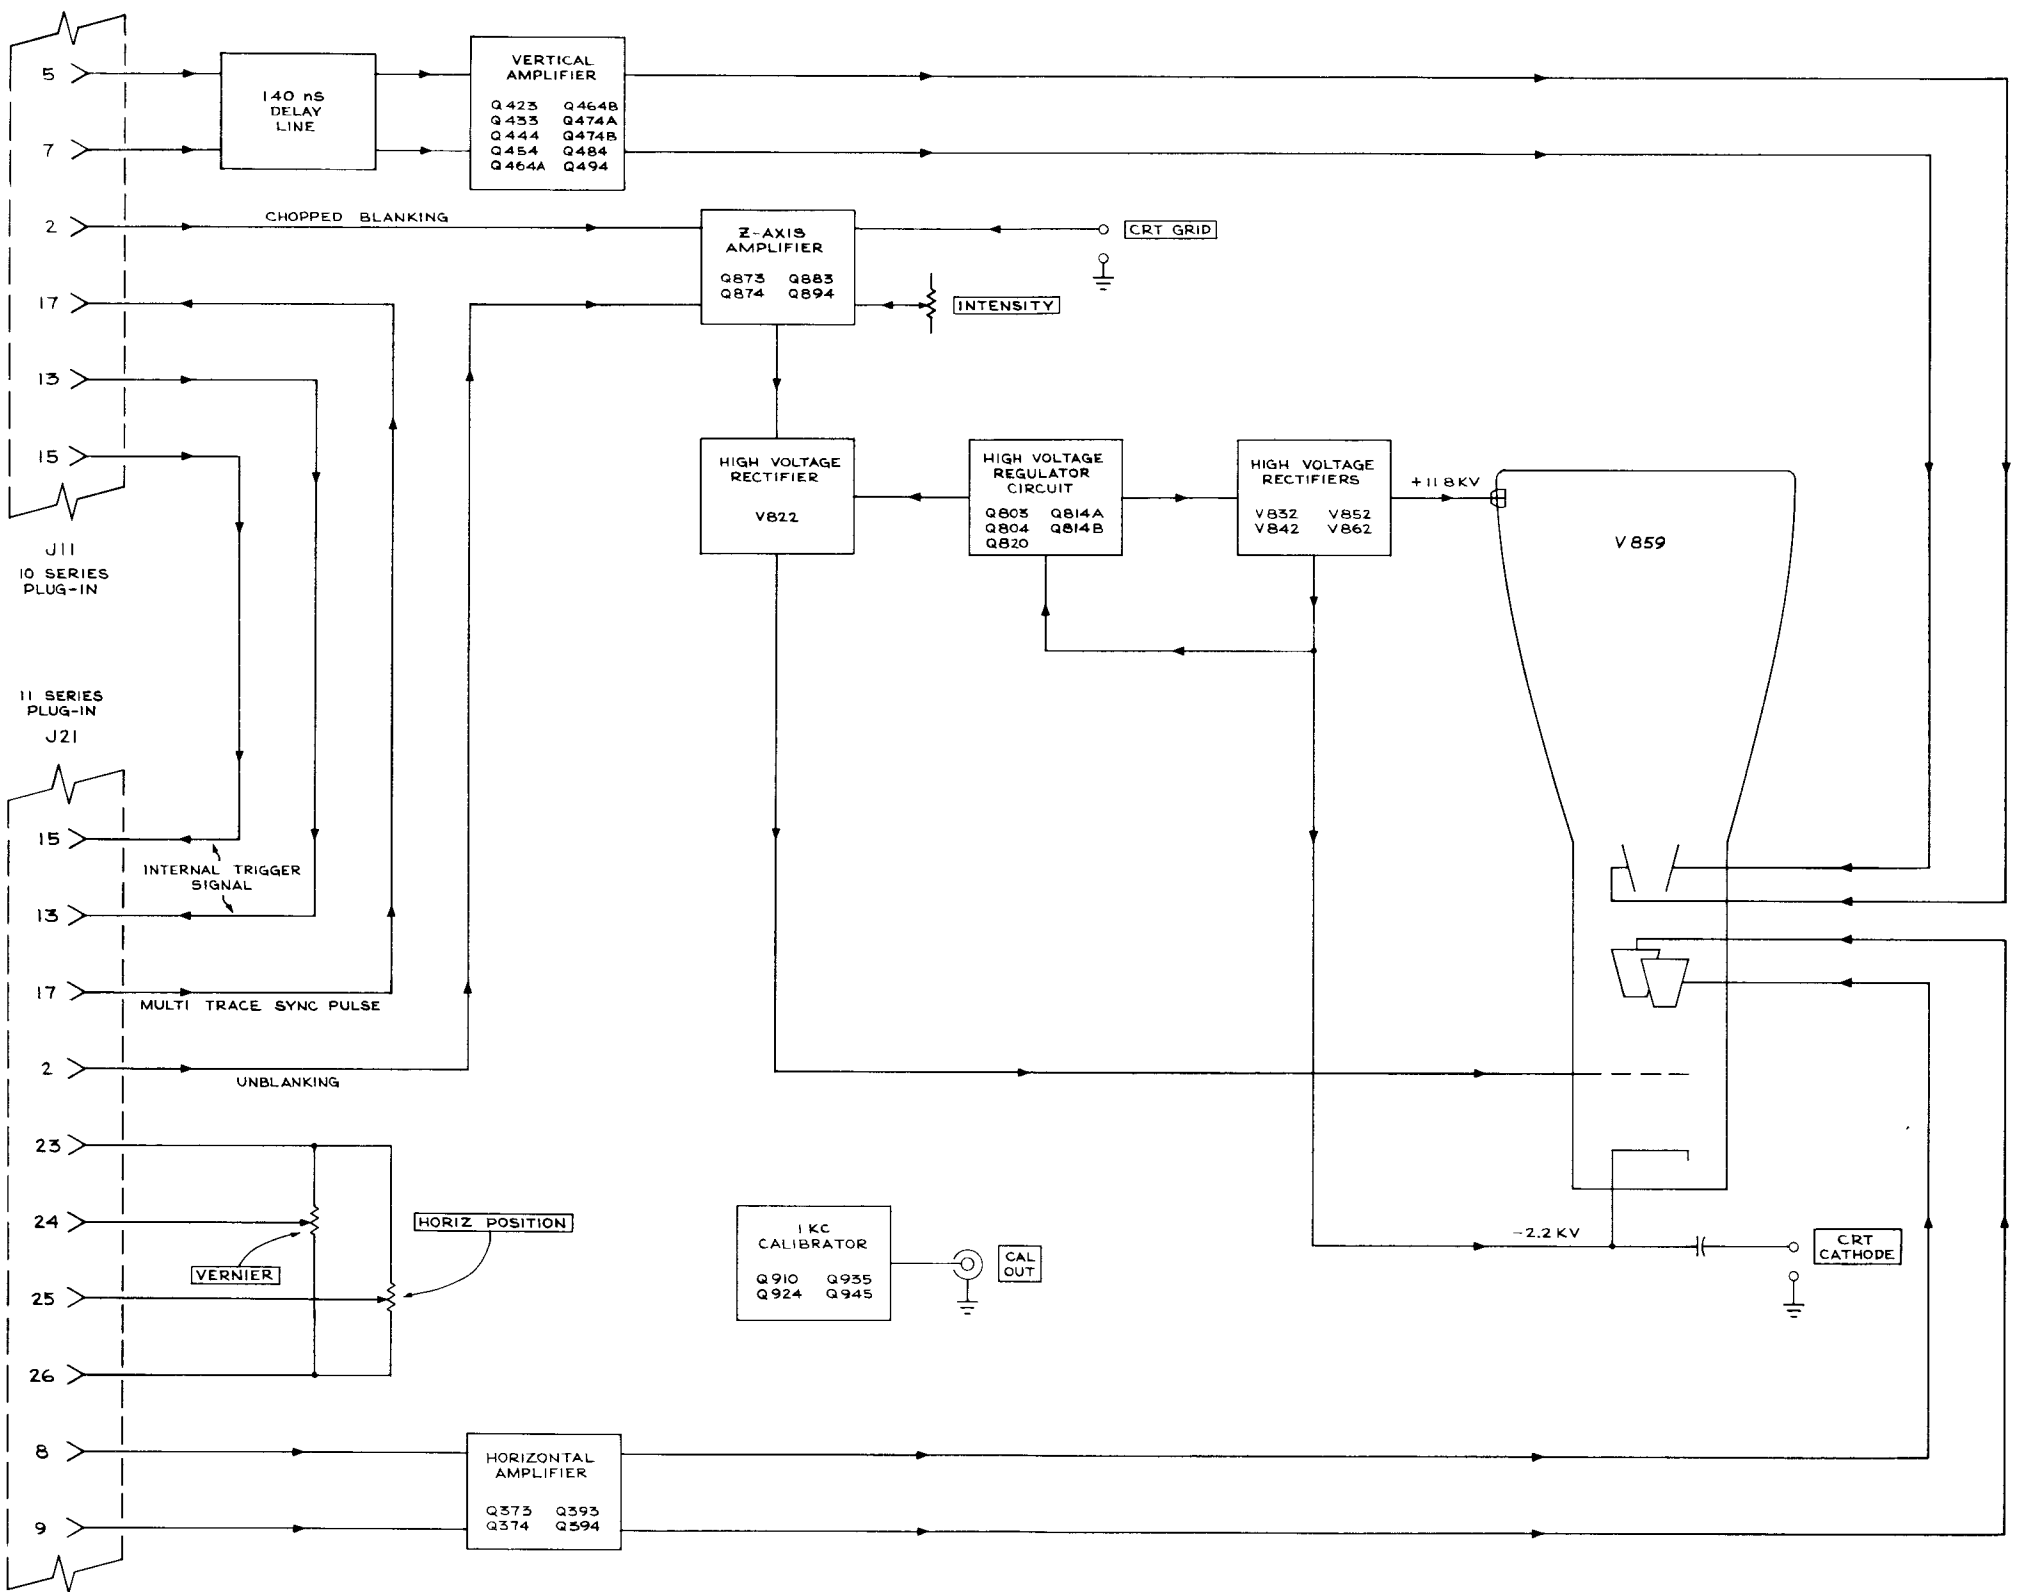 5
7
2
17
13
15
J11
10 SERIES
PLUG-IN
140 nS
DELAY
LINE
VERTICAL
AMPLIFIER
Q423 Q464B
Q433 Q474A
Q444 Q474B
Q454 Q484
Q464A Q494
CHOPPED BLANKING
Z-AXIS
AMPLIFIER
Q873 Q883
Q874 Q894
CRT GRID
INTENSITY
HIGH VOLTAGE
RECTIFIER
V822
HIGH VOLTAGE
REGULATOR
CIRCUIT
Q803 Q814A
Q804 Q814B
Q820
HIGH VOLTAGE
RECTIFIERS
V832 V852
V842 V862
+11.8 KV
V859
11 SERIES
PLUG-IN
J21
15
INTERNAL TRIGGER
SIGNAL
13
17
MULTI TRACE SYNC PULSE
2
UNBLANKING
23
24
VERNIER
HORIZ POSITION
25
26
1 KC
CALIBRATOR
Q910 Q935
Q924 Q945
CAL
OUT
-2.2 KV
CRT
CATHODE
8
9
HORIZONTAL
AMPLIFIER
Q373 Q393
Q374 Q394